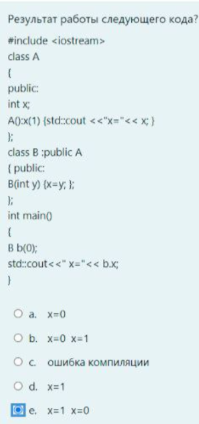 Результат работы следующего кода?
#include <iostream>
class A
{
public:
int x;
A():x(1) {std::cout <<"x="<< x; }
};
class B :public A
{ public:
B(int y) {x=y; };
};
int main()
{
B b(0);
std::cout<<" x="<< b.x;
}
a. x=0
b. x=0 x=1
c. ошибка компиляции
d. x=1
e. x=1 x=0